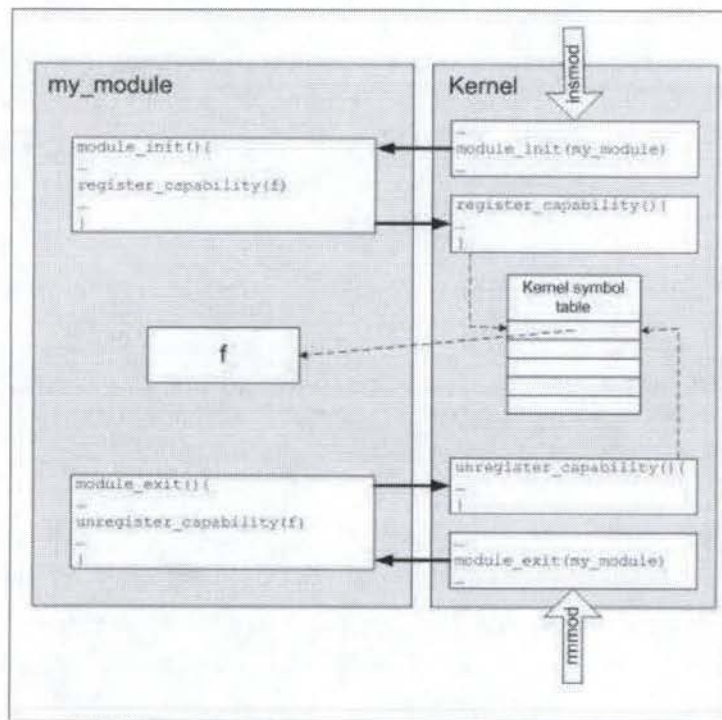 insmod
my_module
Kernel
module_init(){
…
register_capability(f)
…
}
…
module_init(my_module)
…
register_capability(){
…
}
Kernel symbol
table
f
module_exit(){
…
unregister_capability(f)
…
}
unregister_capability(){
…
}
…
module_exit(my_module)
…
rmmod